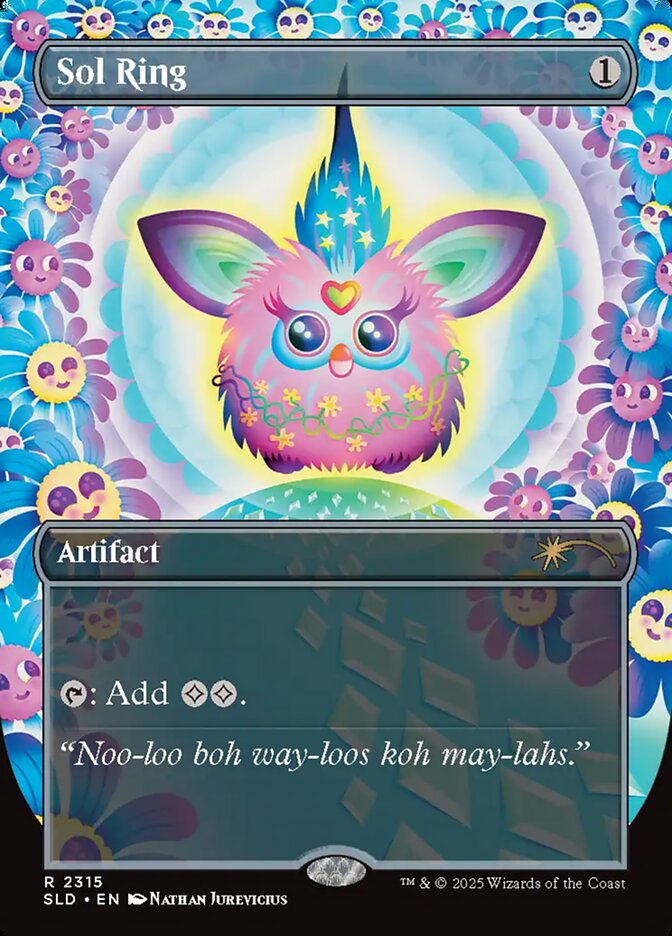 Sol Ring
1
Artifact
: Add .
“Noo-loo boh way-loos koh may-lahs.”
R 2315
SLD • EN Nathan Jurevicius
™ & © 2025 Wizards of the Coast